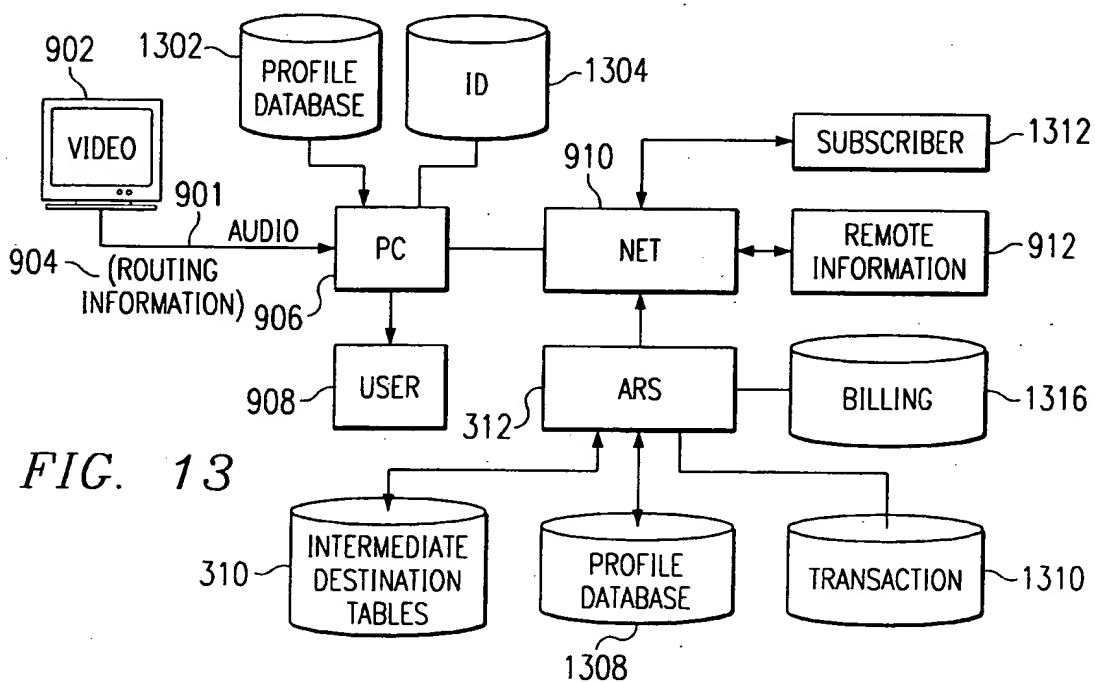 902
1302
PROFILE
DATABASE
ID
1304
VIDEO
901
AUDIO
904
(ROUTING
INFORMATION)
PC
906
910
NET
SUBSCRIBER
1312
REMOTE
INFORMATION
912
USER
908
ARS
312
BILLING
1316
FIG. 13
INTERMEDIATE
DESTINATION
TABLES
310
PROFILE
DATABASE
1308
TRANSACTION
1310